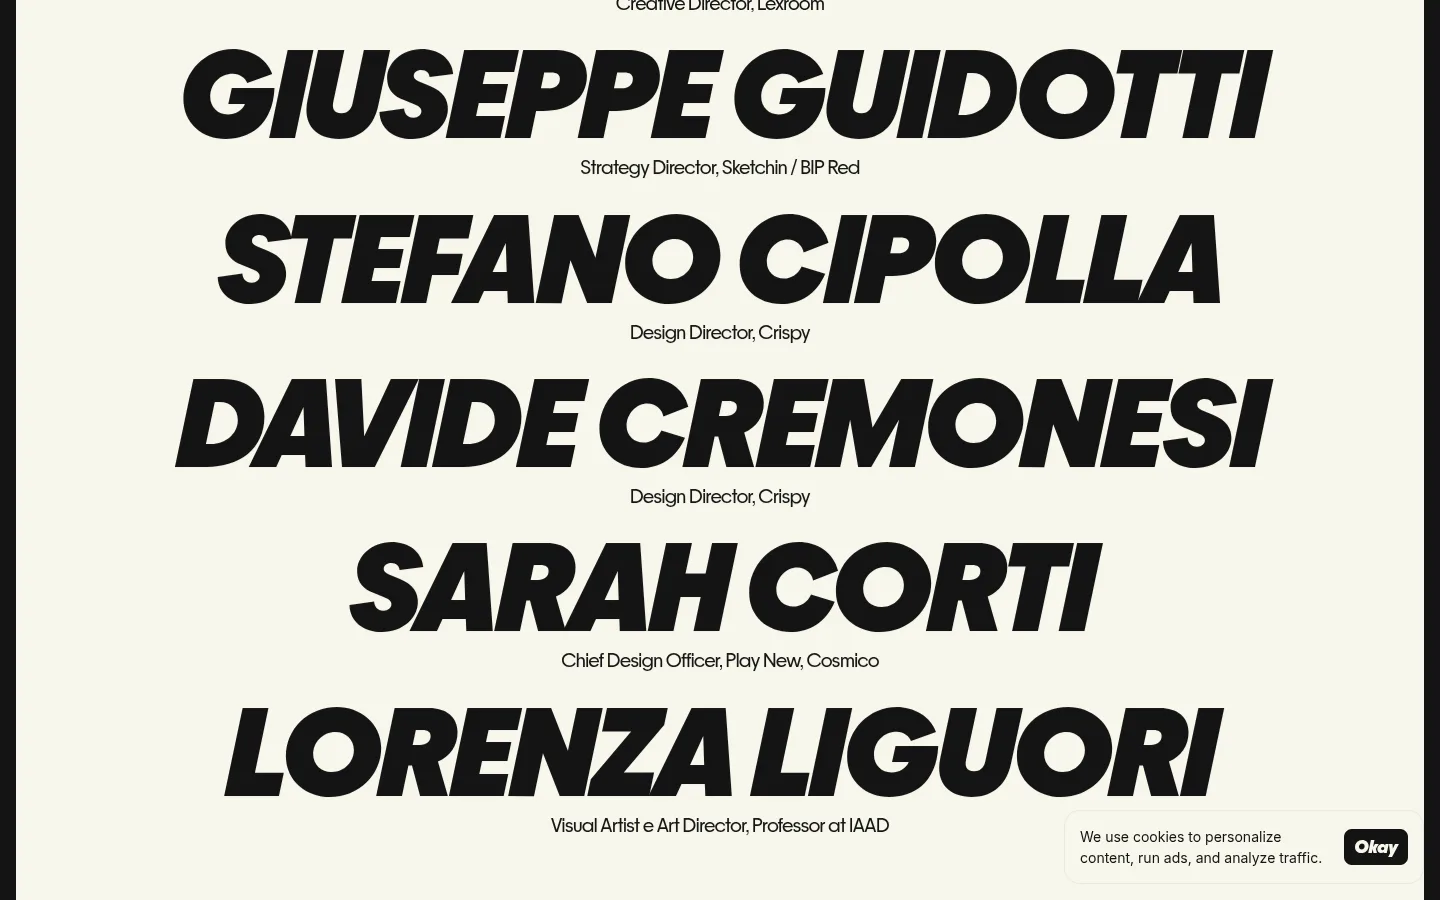 Creative Director, Lexroom
GIUSEPPE GUIDOTTI
Strategy Director, Sketchin / BIP Red
STEFANO CIPOLLA
Design Director, Crispy
DAVIDE CREMONESI
Design Director, Crispy
SARAH CORTI
Chief Design Officer, Play New, Cosmico
LORENZA LIGUORI
Visual Artist e Art Director, Professor at IAAD
We use cookies to personalize
content, run ads, and analyze traffic.
Okay